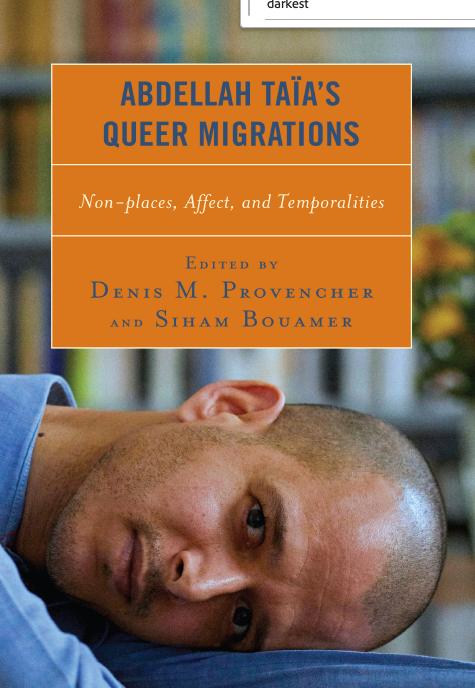 darkest
ABDELLAH TAÏA'S
QUEER MIGRATIONS
Non-places, Affect, and Temporalities
EDITED BY
DENIS M. PROVENCHER
AND SIHAM BOUAMER